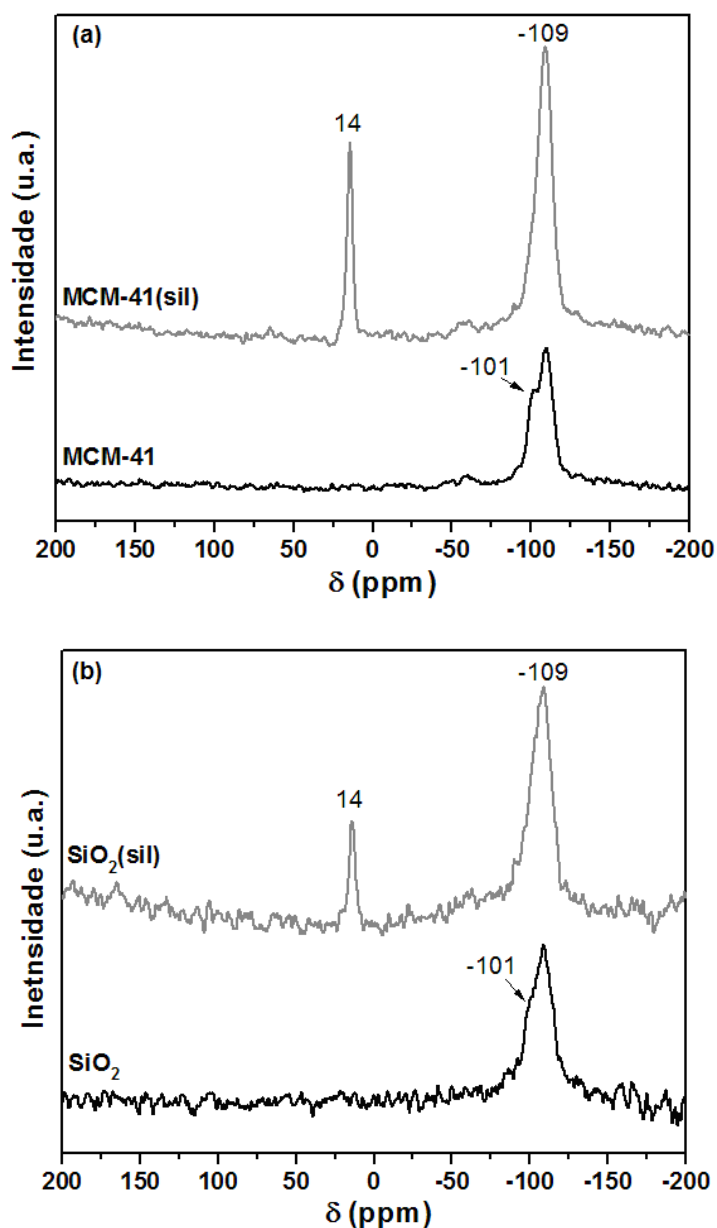 (a)
-109
14
Intensidade (u.a.)
MCM-41(sil)
-101
MCM-41
200 150 100 50 0 -50 -100 -150 -200
δ (ppm)
(b)
-109
14
Inetnsidade (u.a.)
SiO₂(sil)
-101
SiO₂
200 150 100 50 0 -50 -100 -150 -200
δ (ppm)